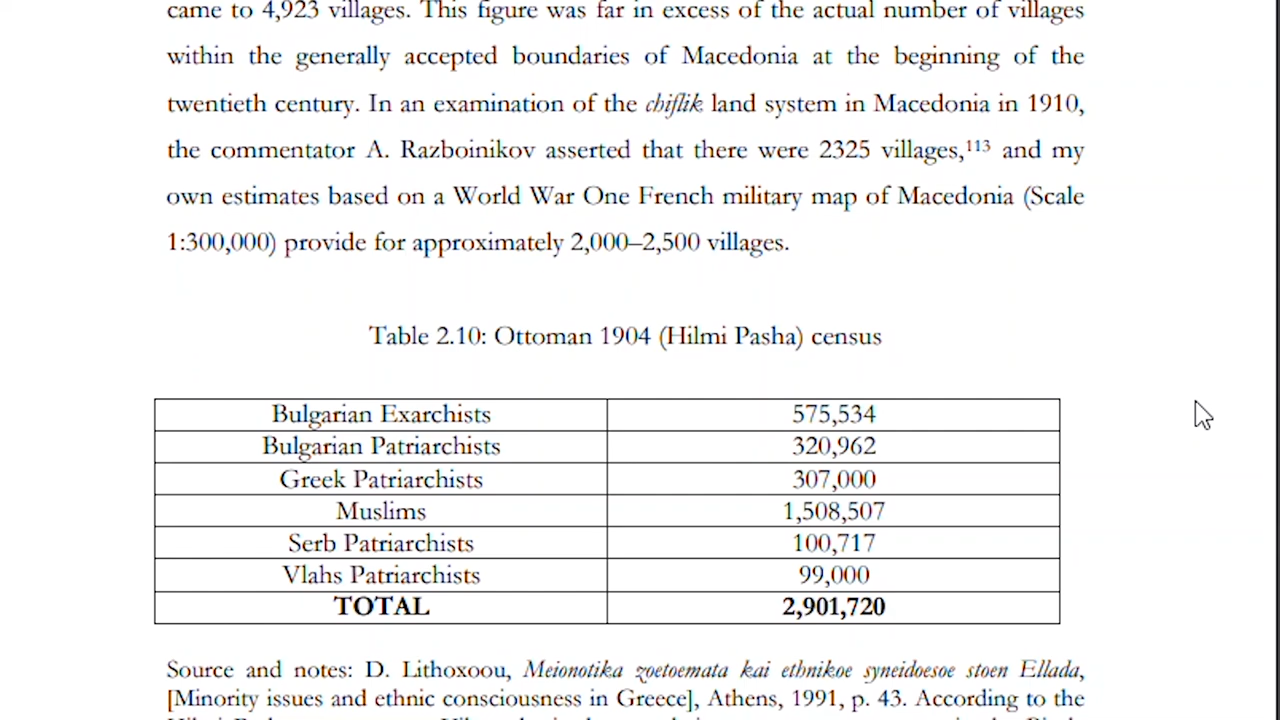 came to 4,923 villages. This figure was far in excess of the actual number of villages
within the generally accepted boundaries of Macedonia at the beginning of the
twentieth century. In an examination of the chiflik land system in Macedonia in 1910,
the commentator A. Razboinikov asserted that there were 2325 villages,¹¹³ and my
own estimates based on a World War One French military map of Macedonia (Scale
1:300,000) provide for approximately 2,000–2,500 villages.
Table 2.10: Ottoman 1904 (Hilmi Pasha) census
Bulgarian Exarchists 575,534
Bulgarian Patriarchists 320,962
Greek Patriarchists 307,000
Muslims 1,508,507
Serb Patriarchists 100,717
Vlahs Patriarchists 99,000
TOTAL 2,901,720
Source and notes: D. Lithoxoou, Meionotika zoetoemata kai ethnikoe syneidoesoe stoen Ellada,
[Minority issues and ethnic consciousness in Greece], Athens, 1991, p. 43. According to the